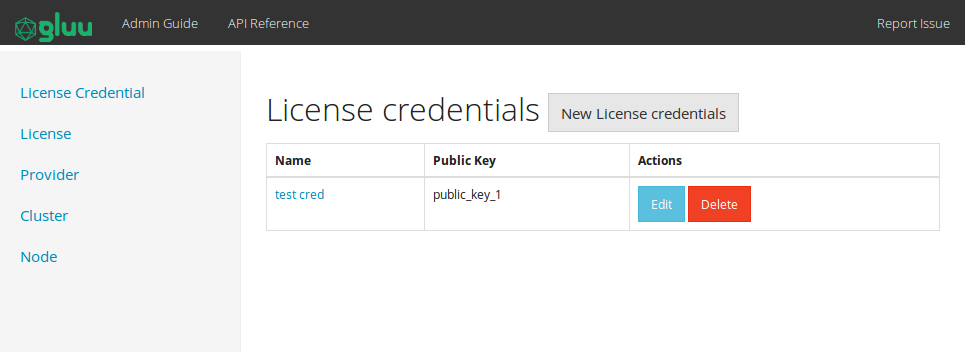 gluu Admin Guide API Reference Report Issue
License Credential
License
Provider
Cluster
Node
License credentials New License credentials
Name Public Key Actions
test cred public_key_1 Edit Delete